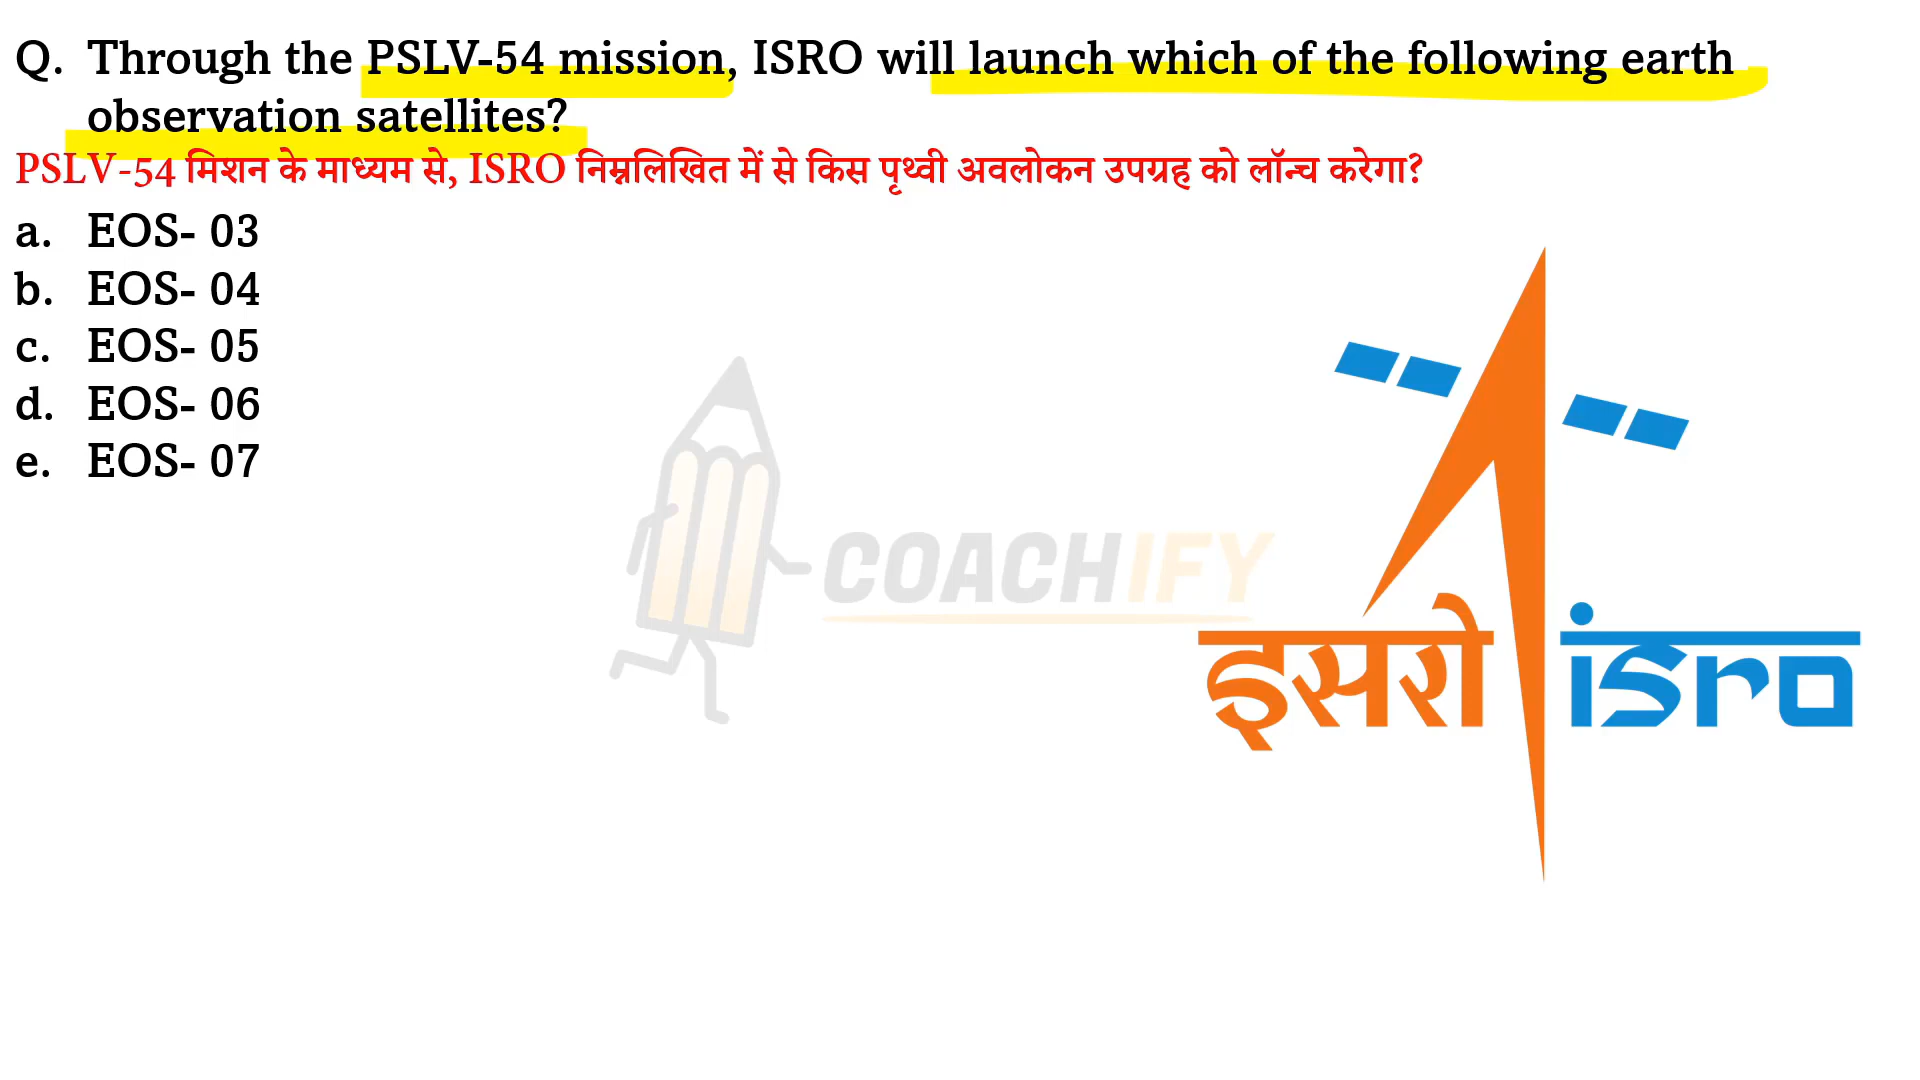 Q. Through the PSLV-54 mission, ISRO will launch which of the following earth
observation satellites?
PSLV-54 मिशन के माध्यम से, ISRO निम्नलिखित में से किस पृथ्वी अवलोकन उपग्रह को लॉन्च करेगा?
a. EOS- 03
b. EOS- 04
c. EOS- 05
d. EOS- 06
e. EOS- 07
COACHIFY
इसरो isro